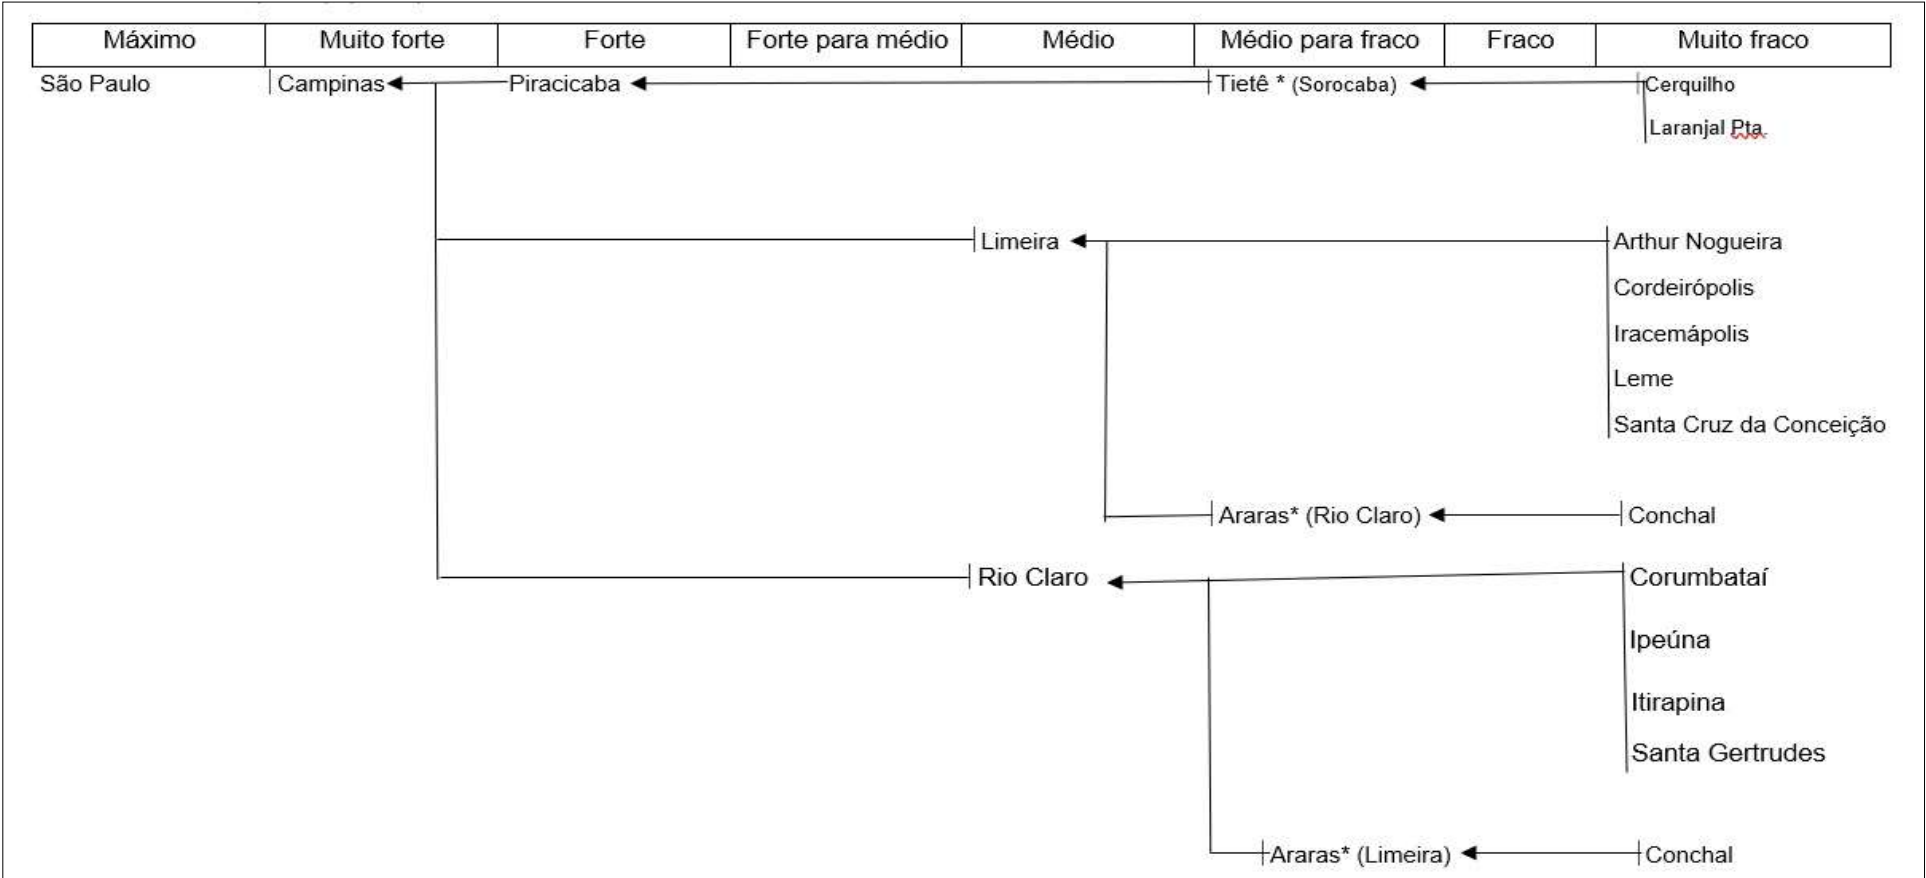 Máximo Muito forte Forte Forte para médio Médio Médio para fraco Fraco Muito fraco
São Paulo Campinas Piracicaba Tietê * (Sorocaba) Cerquilho
Laranjal Pta
Limeira Arthur Nogueira
Cordeirópolis
Iracemápolis
Leme
Santa Cruz da Conceição
Araras* (Rio Claro) Conchal
Rio Claro Corumbataí
Ipeúna
Itirapina
Santa Gertrudes
Araras* (Limeira) Conchal